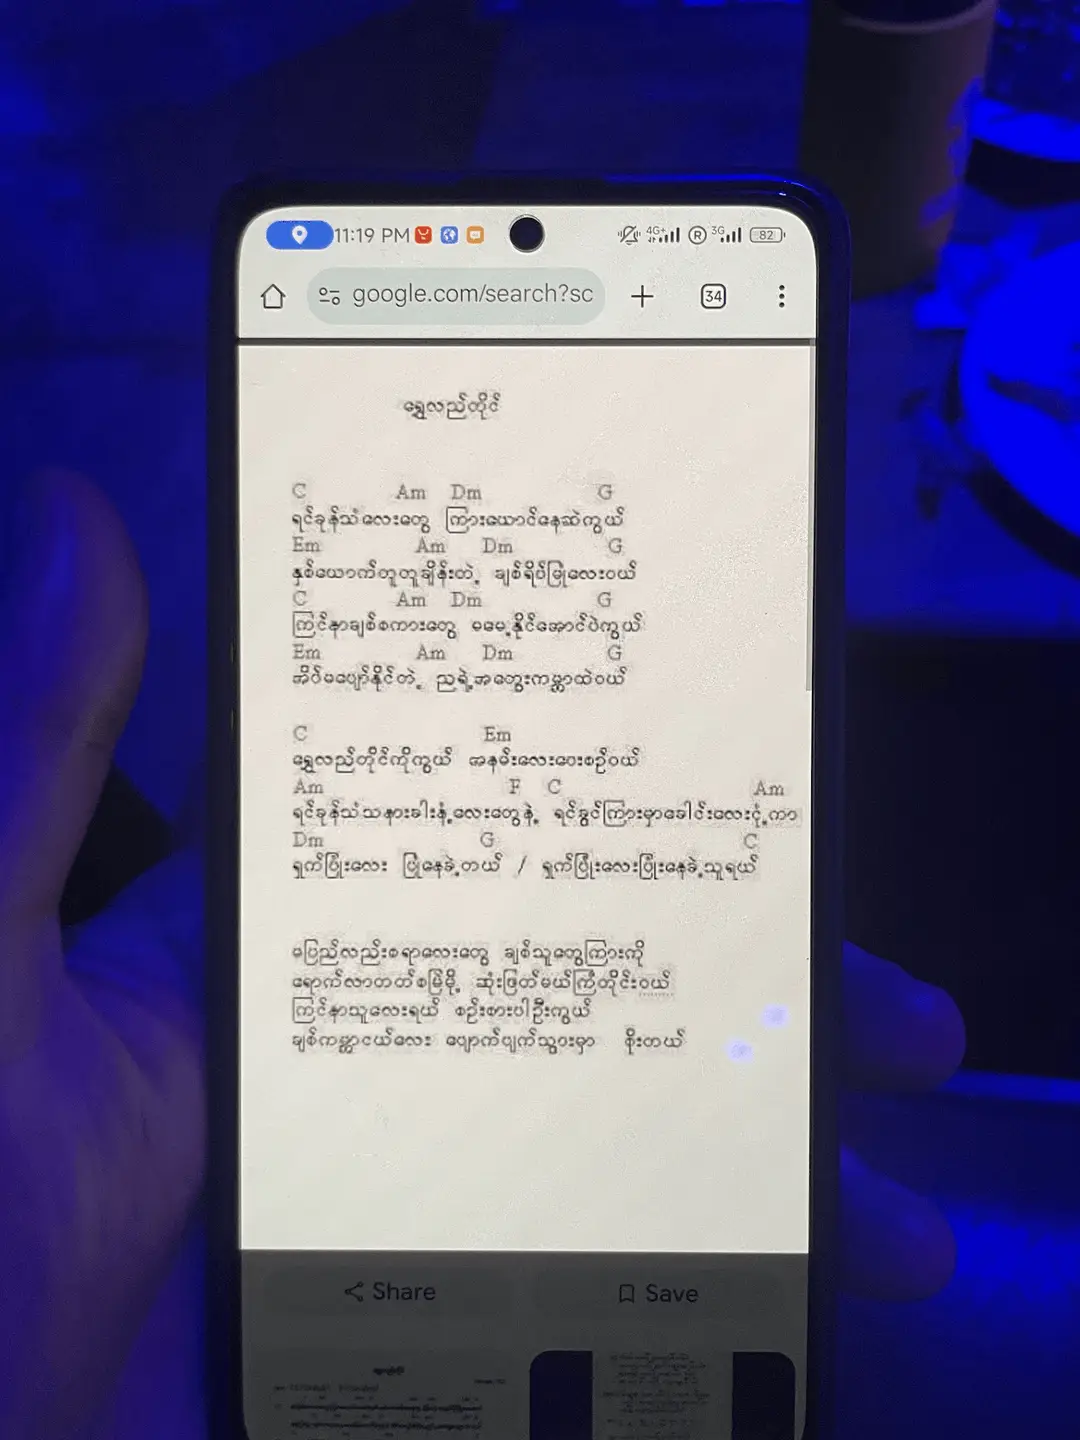 11:19 PM 4G+ R 3G 82
google.com/search?sc
34
ရွှေလည်တိုင်
C Am Dm G
ရင်ခုန်သံလေးတွေ ကြားယောင်နေဆဲကွယ်
Em Am Dm G
နှစ်ယောက်တူတူချိန်းတဲ့ ချစ်ရိပ်မြုံလေးဝယ်
C Am Dm G
ကြင်နာချစ်စကားတွေ မမေ့နိုင်အောင်ပဲကွယ်
Em Am Dm G
အိပ်မပျော်နိုင်တဲ့ ညရဲ့အတွေးကမ္ဘာထဲဝယ်
C Em
ရွှေလည်တိုင်ကိုကွယ် အနမ်းလေးပေးစဉ်ဝယ်
Am F C Am
ရင်ခုန်သံသနားခါးနံ့လေးတွေနဲ့ ရင်ခွင်ကြားမှာခေါင်းလေးငုံ့ကာ
Dm G C
ရှက်ပြုံးလေး ပြုံနေခဲ့တယ် / ရှက်ပြုံးလေးပြုံးနေခဲ့သူရယ်
မပြည်လည်းစရာလေးတွေ ချစ်သူတွေကြားကို
ရောက်လာတတ်စမြဲမို့ ဆုံးဖြတ်မယ်ကြံတိုင်းဝယ်
ကြင်နာသူလေးရယ် စဉ်းစားပါဦးကွယ်
ချစ်ကမ္ဘာငယ်လေး ပျောက်ပျက်သွားမှာ စိုးတယ်
Share Save